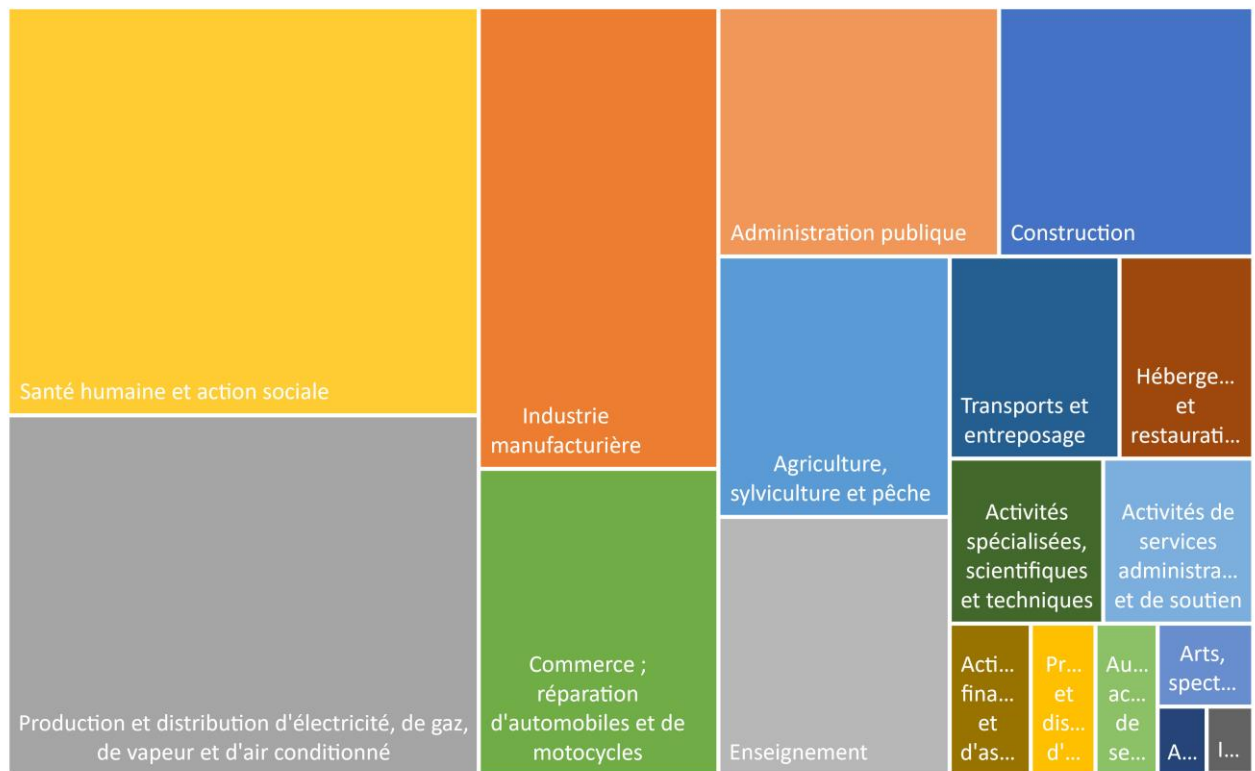 Administration publique
Construction
Santé humaine et action sociale
Industrie
manufacturière
Agriculture,
sylviculture et pêche
Transports et
entreposage
Héberge...
et
restaurati...
Activités
spécialisées,
scientifiques
et techniques
Activités de
services
administra...
et de soutien
Production et distribution d'électricité, de gaz,
de vapeur et d'air conditionné
Commerce ;
réparation
d'automobiles et de
motocycles
Enseignement
Acti...
fina...
et
d'as...
Pr...
et
dis...
d'...
Au...
ac...
de
se...
Arts,
spect...
A...
I...